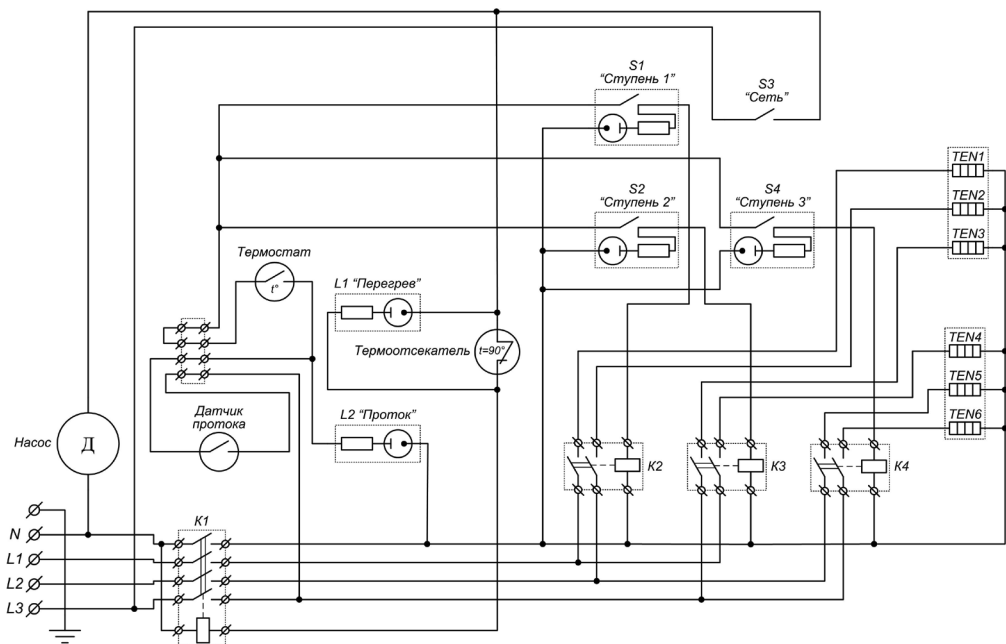 S1
“Ступень 1”
S3
“Сеть”
TEN1
TEN2
TEN3
S2
“Ступень 2”
S4
“Ступень 3”
Термостат
t°
L1 “Перегрев”
Термоотсекатель
t=90°
TEN4
TEN5
TEN6
Датчик
протока
L2 “Проток”
Насос
Д
K2
K3
K4
K1
N
L1
L2
L3